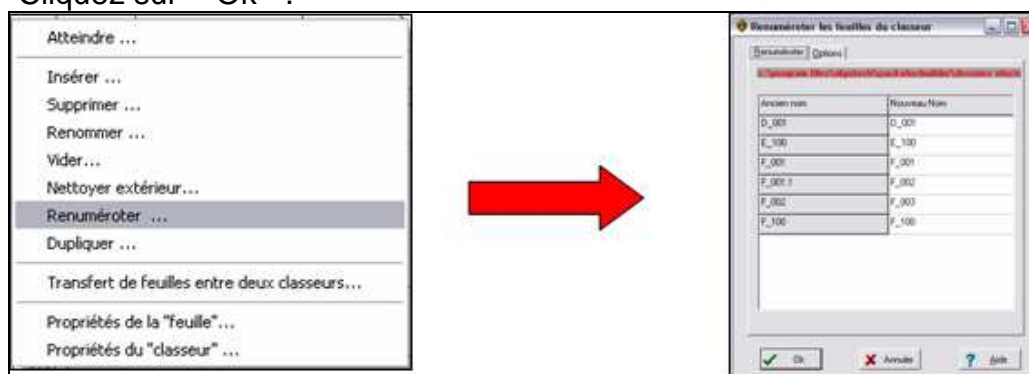 Cliquez sur « Ok » :
Atteindre ...
Insérer ...
Supprimer ...
Renommer ...
Vider...
Nettoyer extérieur...
Renuméroter ...
Dupliquer ...
Transfert de feuilles entre deux classeurs...
Propriétés de la "feuille"...
Propriétés du "classeur" ...
Renuméroter les feuilles du classeur
Renuméroter Options
Ancien nom Nouveau Nom
D_001 D_001
E_100 E_100
F_001 F_001
F_001.1 F_002
F_002 F_003
F_100 F_100
Ok Annuler ? Aide